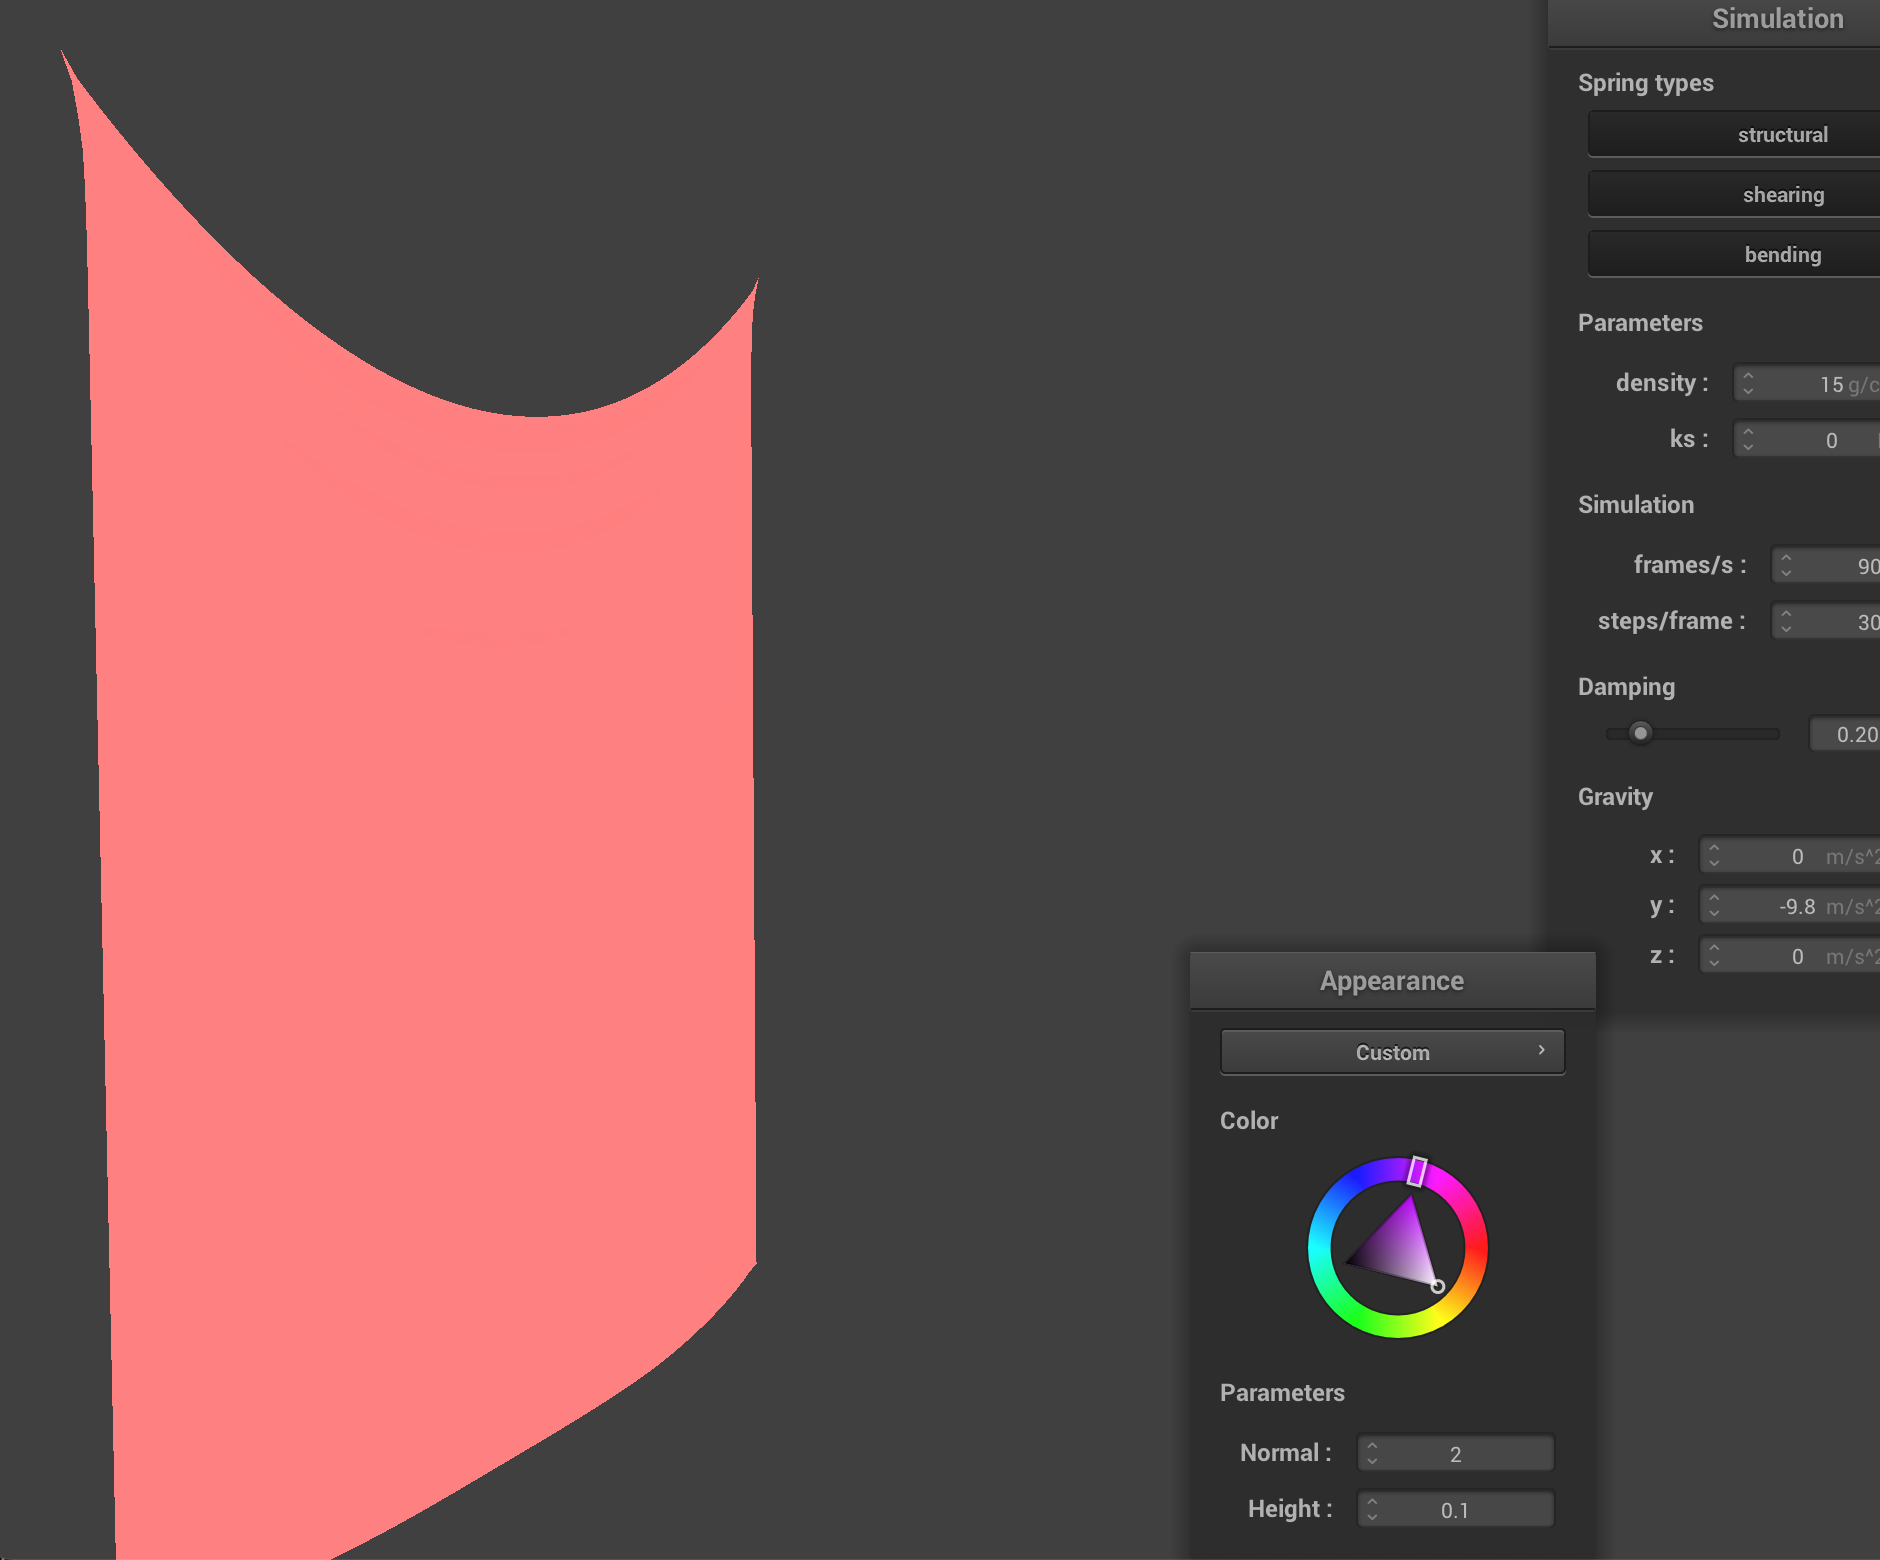 Simulation
Spring types
structural
shearing
bending
Parameters
density : 15 g/c
ks : 0
Simulation
frames/s : 90
steps/frame : 30
Damping
0.20
Gravity
x : 0 m/s^2
y : -9.8 m/s^2
z : 0 m/s^2
Appearance
Custom
Color
Parameters
Normal : 2
Height : 0.1